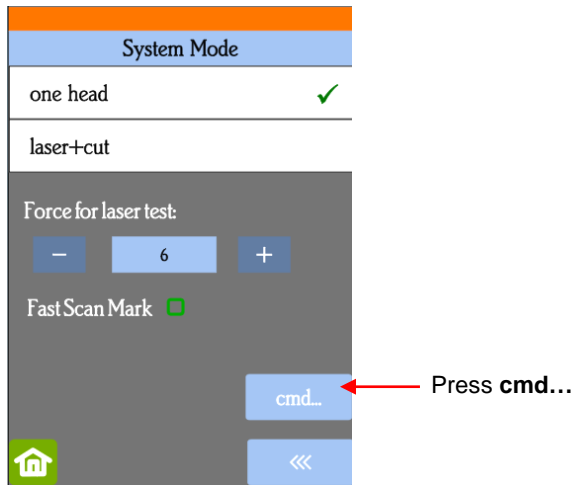 System Mode
one head
laser+cut
Force for laser test:
− 6 +
Fast Scan Mark
cmd... Press cmd…